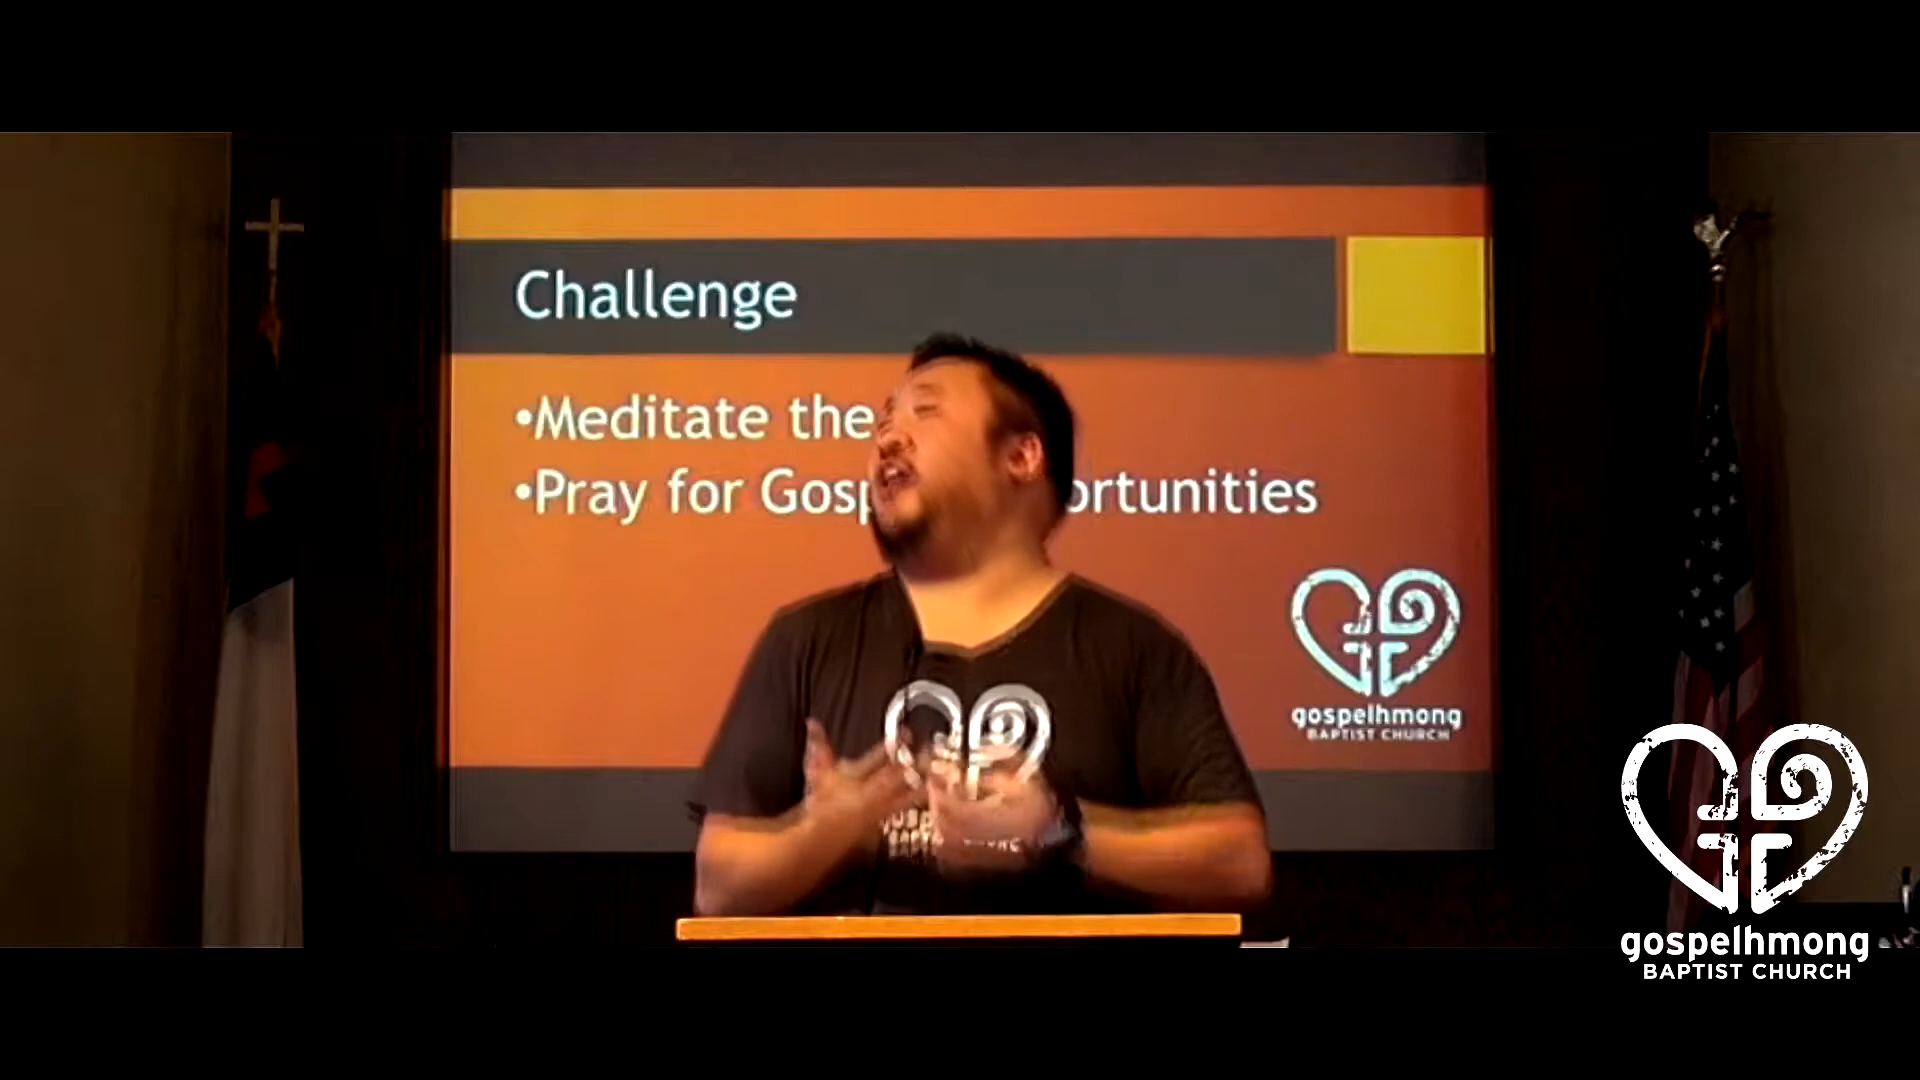 Challenge
•Meditate the
•Pray for Gosp ortunities
gospelhmong
BAPTIST CHURCH
gospelhmong
BAPTIST CHURCH